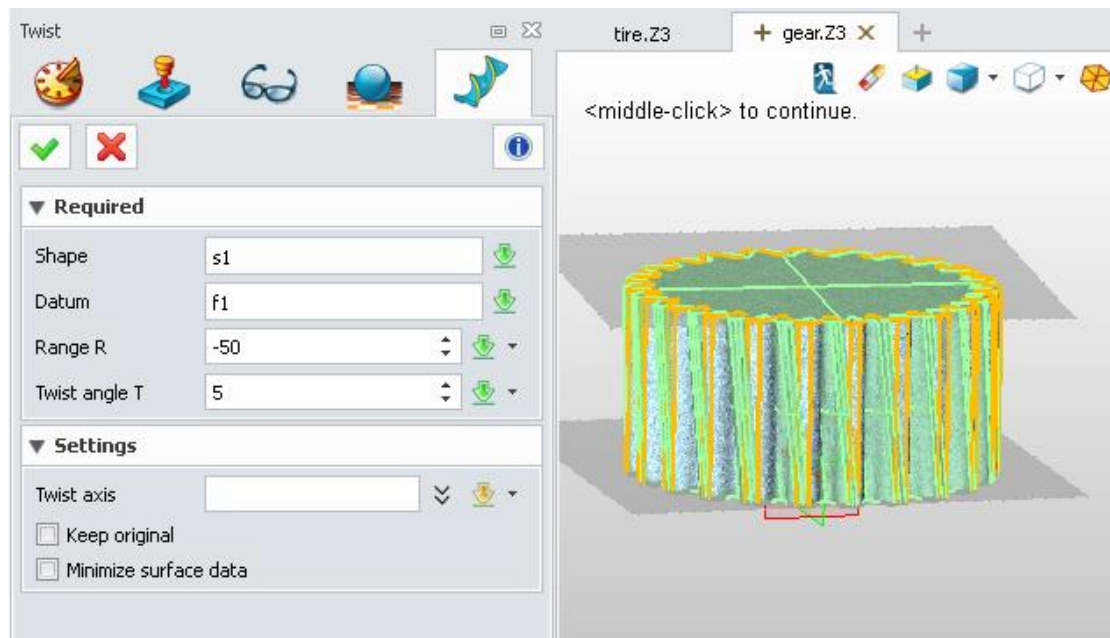 Twist
tire.Z3
gear.Z3
<middle-click> to continue.
Required
Shape s1
Datum f1
Range R -50
Twist angle T 5
Settings
Twist axis
Keep original
Minimize surface data